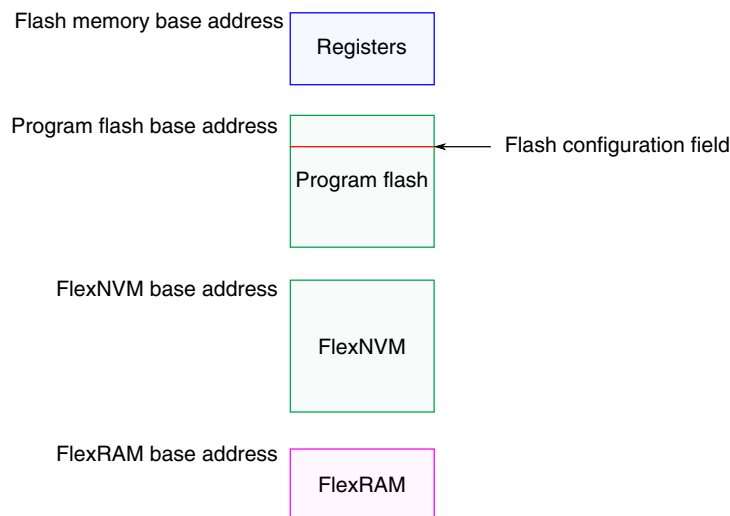 Flash memory base address
Registers
Program flash base address
Flash configuration field
Program flash
FlexNVM base address
FlexNVM
FlexRAM base address
FlexRAM